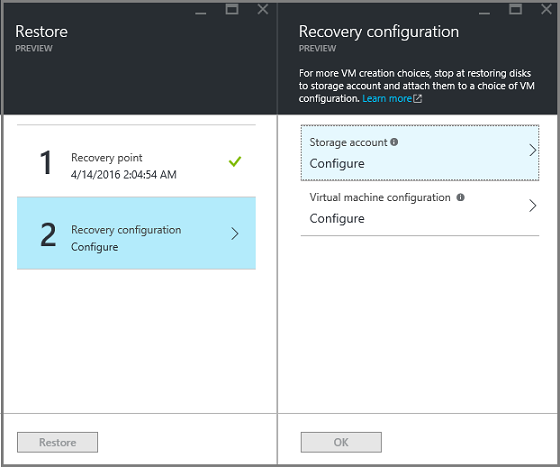 Restore
PREVIEW
1
Recovery point
4/14/2016 2:04:54 AM
2
Recovery configuration
Configure
Restore
Recovery configuration
PREVIEW
For more VM creation choices, stop at restoring disks
to storage account and attach them to a choice of VM
configuration. Learn more
Storage account
Configure
Virtual machine configuration
Configure
OK